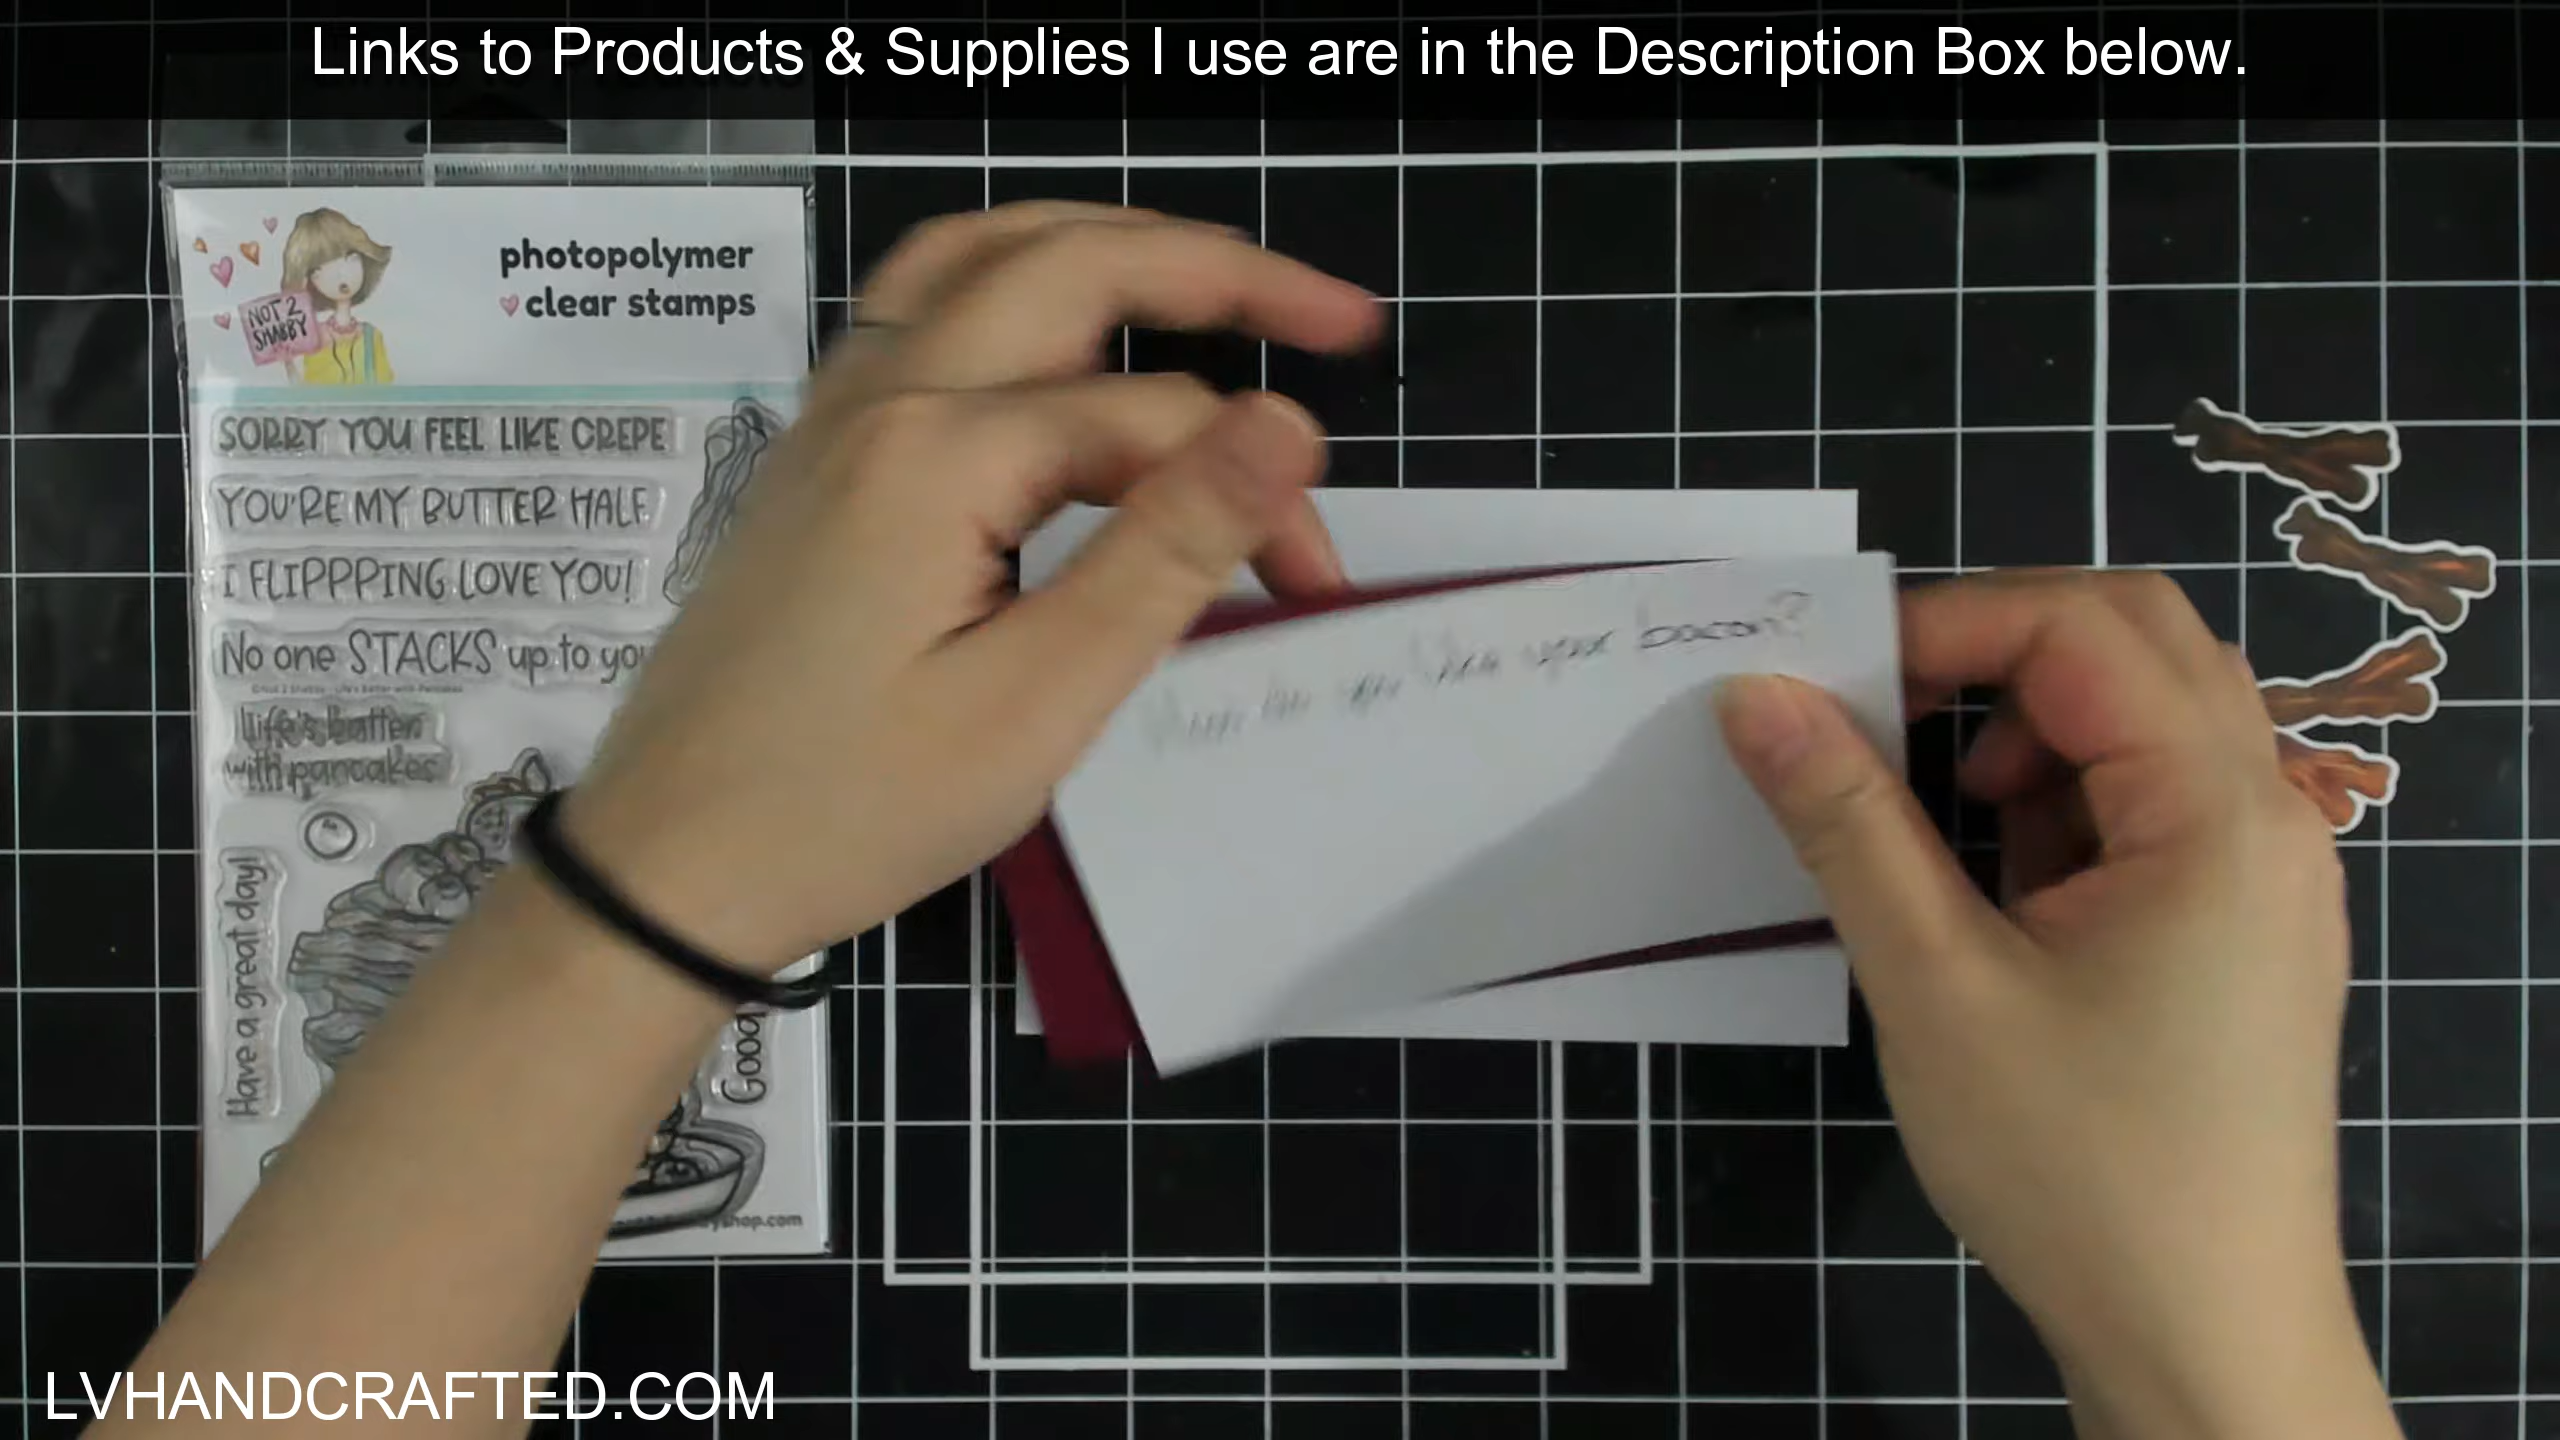 Links to Products & Supplies I use are in the Description Box below.
photopolymer
clear stamps
NOT 2
SHABBY
SORRY YOU FEEL LIKE CREPE
YOU'RE MY BUTTER HALF
I FLIPPPING LOVE YOU!
No one STACKS up to you
Life's batter
with pancakes
Have a great day!
Good
your bacon?
LVHANDCRAFTED.COM